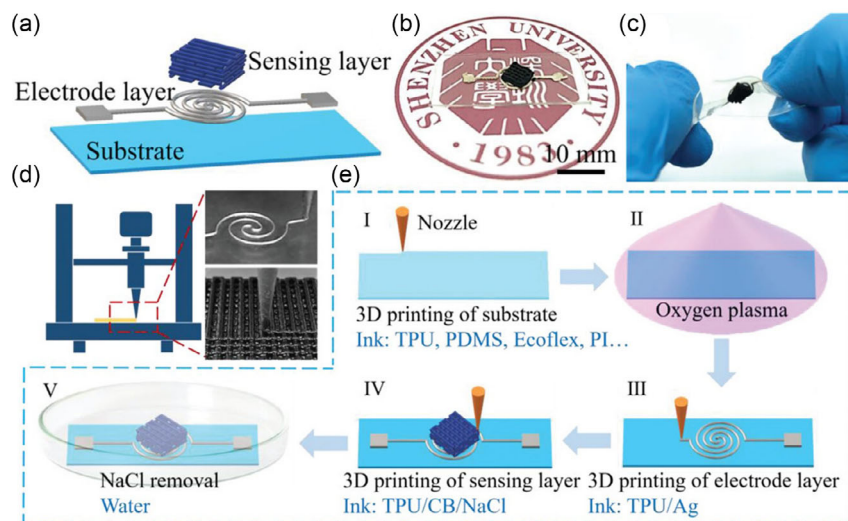 (a)
Sensing layer
Electrode layer
Substrate
(b)
SHENZHEN UNIVERSITY
· 1983 ·
10 mm
(c)
(d)
(e)
I
Nozzle
3D printing of substrate
Ink: TPU, PDMS, Ecoflex, PI...
II
Oxygen plasma
III
3D printing of electrode layer
Ink: TPU/Ag
IV
3D printing of sensing layer
Ink: TPU/CB/NaCl
V
NaCl removal
Water